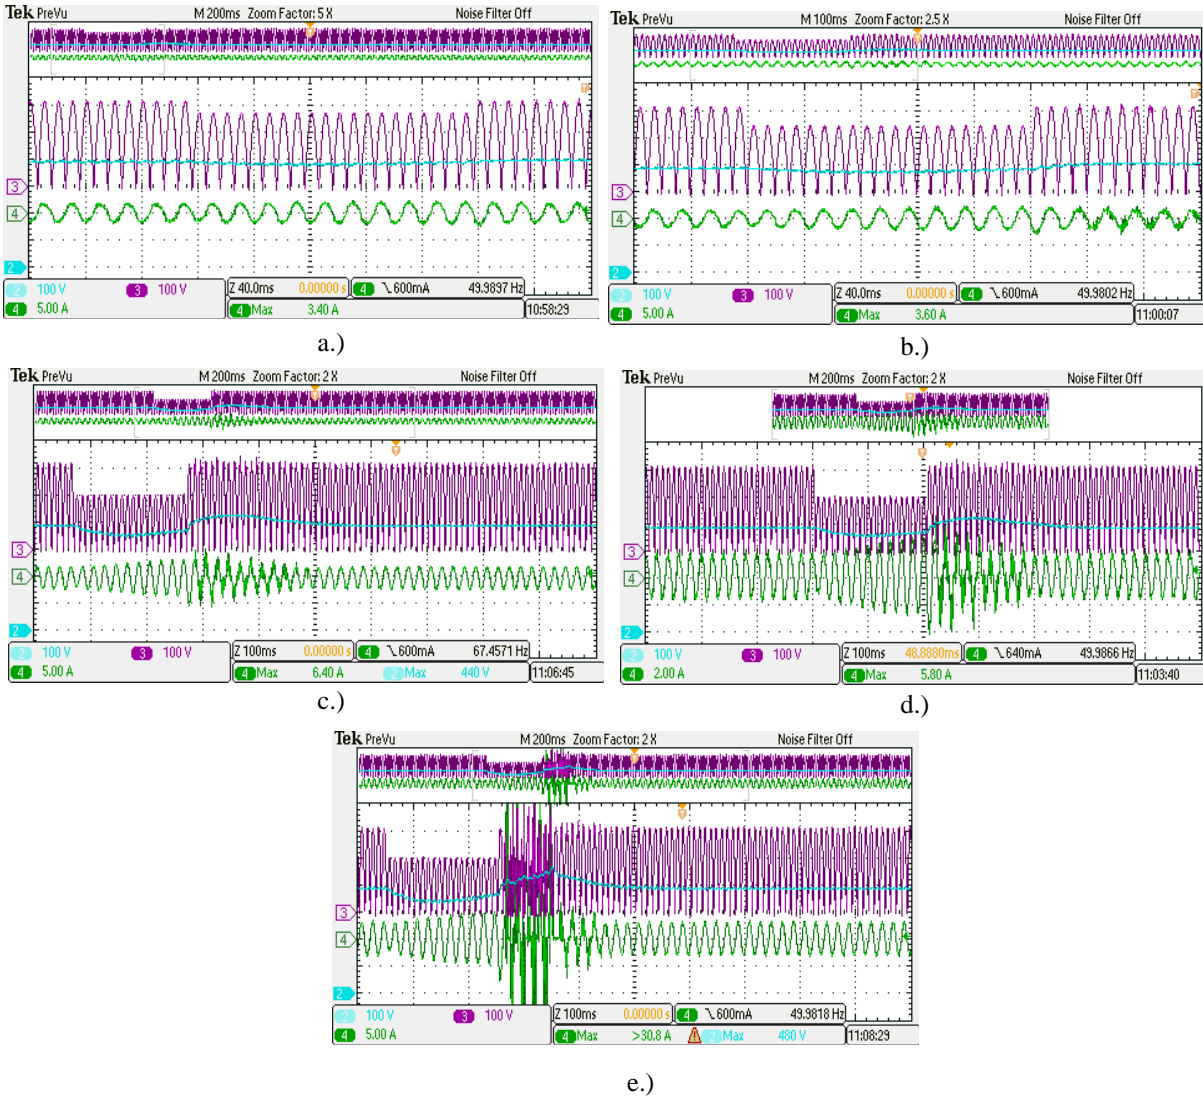 Tek PreVu M 200ms Zoom Factor: 5 X Noise Filter Off
3
4
2
2 100 V 3 100 V Z 40.0ms 0.00000 s 4 \ 600mA 49.9897 Hz
4 5.00 A 4 Max 3.40 A 10:58:29
a.)
Tek PreVu M 100ms Zoom Factor: 2.5 X Noise Filter Off
3
4
2
2 100 V 3 100 V Z 40.0ms 0.00000 s 4 \ 600mA 49.9802 Hz
4 5.00 A 4 Max 3.60 A 11:00:07
b.)
Tek PreVu M 200ms Zoom Factor: 2 X Noise Filter Off
3
4
2
2 100 V 3 100 V Z 100ms 0.00000 s 4 \ 600mA 67.4571 Hz
4 5.00 A 4 Max 6.40 A 2 Max 440 V 11:06:45
c.)
Tek PreVu M 200ms Zoom Factor: 2 X Noise Filter Off
3
4
2
2 100 V 3 100 V Z 100ms 48.8880ms 4 \ 640mA 49.9866 Hz
4 2.00 A 4 Max 5.80 A 11:03:40
d.)
Tek PreVu M 200ms Zoom Factor: 2 X Noise Filter Off
3
4
2
2 100 V 3 100 V Z 100ms 0.00000 s 4 \ 600mA 49.9818 Hz
4 5.00 A 4 Max >30.8 A 2 Max 480 V 11:08:29
e.)